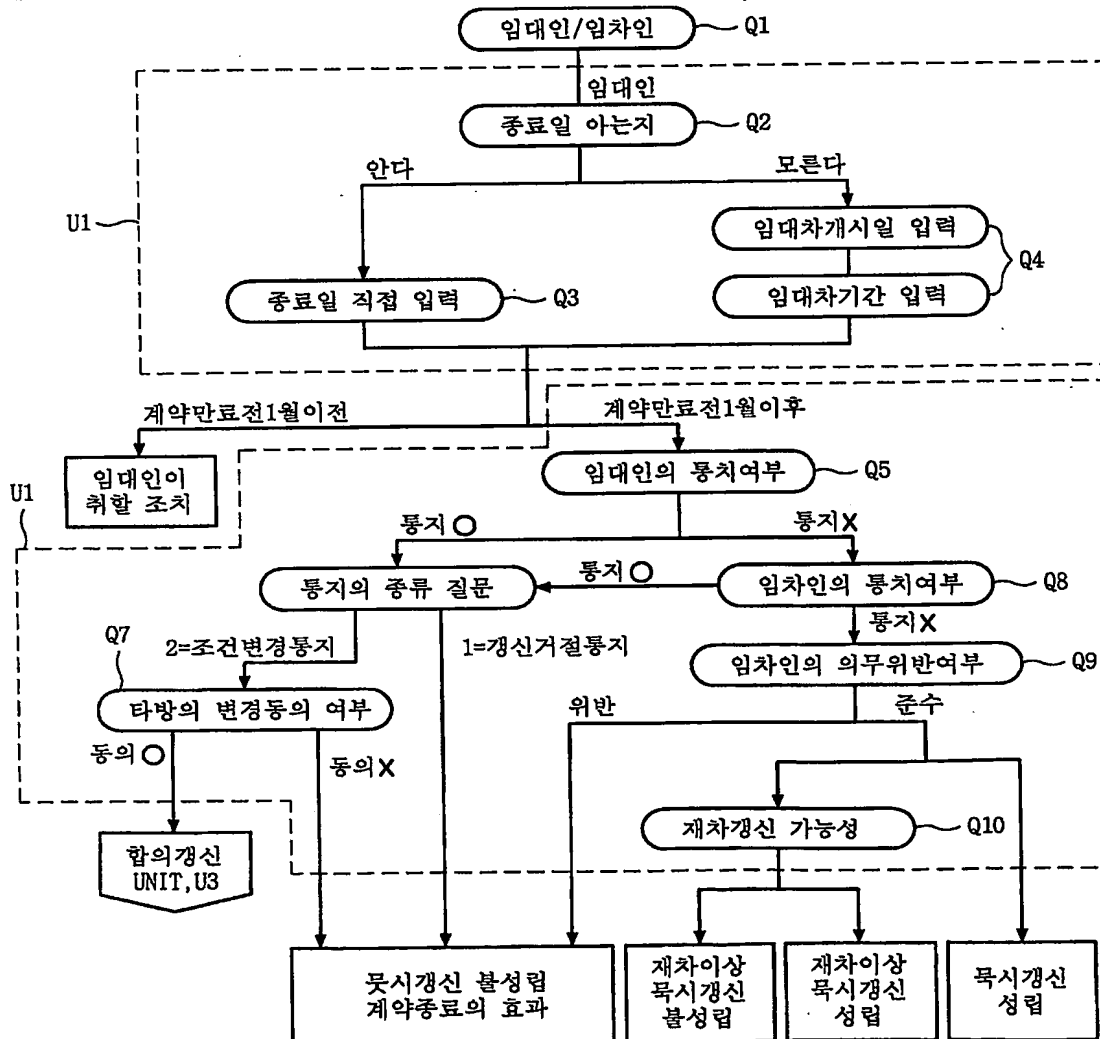 임대인/임차인
Q1
임대인
종료일 아는지
Q2
안다
모른다
U1
임대차개시일 입력
Q4
종료일 직접 입력
Q3
임대차기간 입력
계약만료전1월이전
계약만료전1월이후
임대인이
취할 조치
U1
임대인의 통치여부
Q5
통지○
통지X
통지의 종류 질문
통지○
임차인의 통치여부
Q8
통지X
Q7
2=조건변경통지
1=갱신거절통지
임차인의 의무위반여부
Q9
타방의 변경동의 여부
위반
준수
동의○
동의X
재차갱신 가능성
Q10
합의갱신
UNIT,U3
뭇시갱신 불성립
계약종료의 효과
재차이상
묵시갱신
불성립
재차이상
묵시갱신
성립
묵시갱신
성립